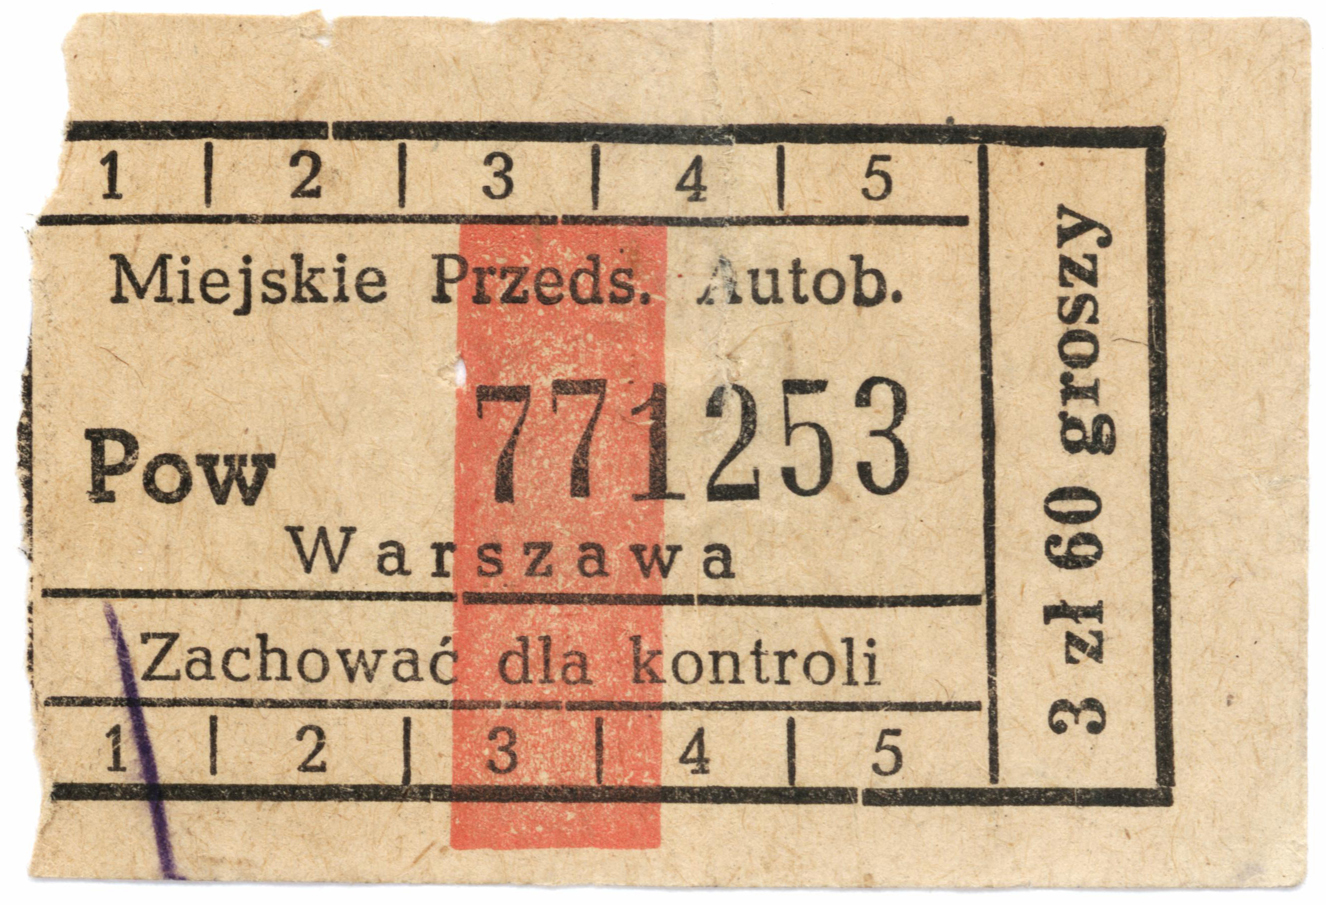 1 | 2 | 3 | 4 | 5
Miejskie Przeds. Autob.
771253
Pow
Warszawa
Zachować dla kontroli
1 | 2 | 3 | 4 | 5
3 zł 60 groszy